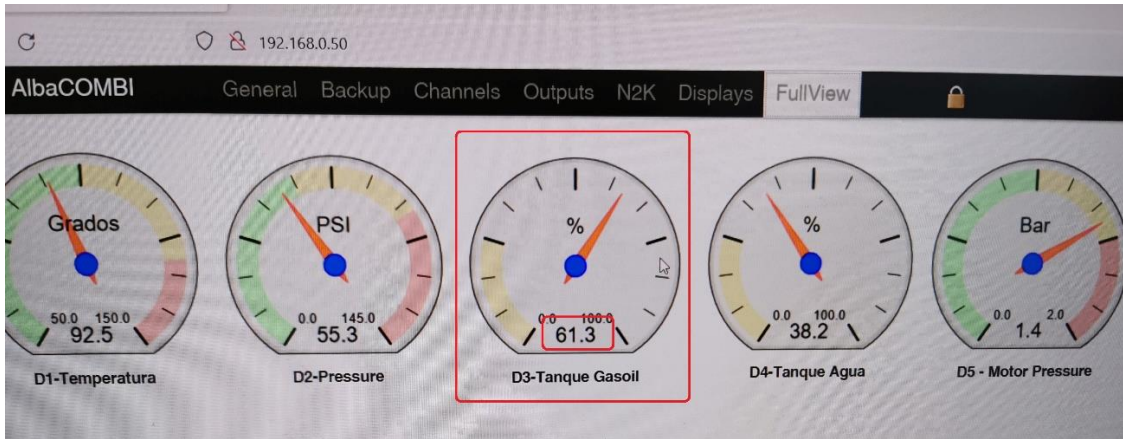 192.168.0.50
AlbaCOMBI General Backup Channels Outputs N2K Displays FullView
Grados
50.0 150.0
92.5
D1-Temperatura
PSI
0.0 145.0
55.3
D2-Pressure
%
0.0 100.0
61.3
D3-Tanque Gasoil
%
0.0 100.0
38.2
D4-Tanque Agua
Bar
0.0 2.0
1.4
D5 - Motor Pressure